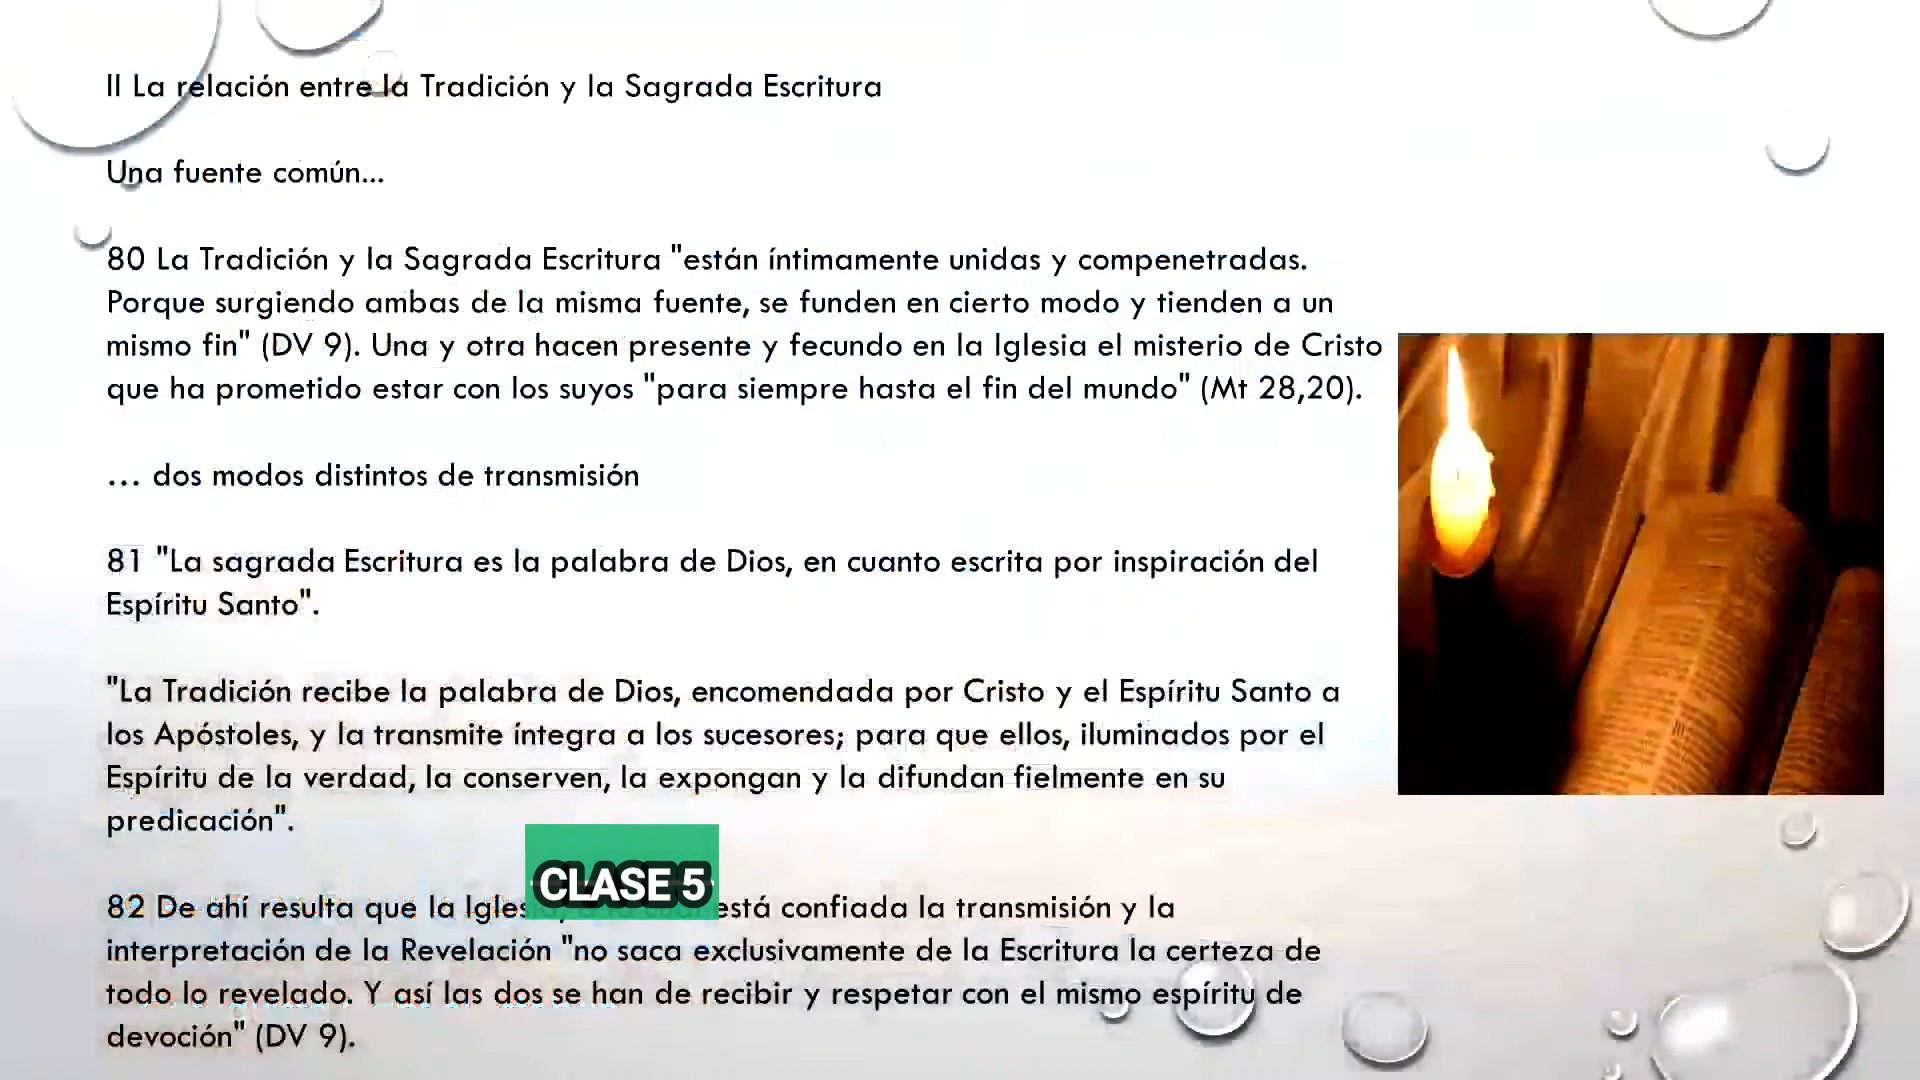 II La relación entre la Tradición y la Sagrada Escritura
Una fuente común...
80 La Tradición y la Sagrada Escritura "están íntimamente unidas y compenetradas.
Porque surgiendo ambas de la misma fuente, se funden en cierto modo y tienden a un
mismo fin" (DV 9). Una y otra hacen presente y fecundo en la Iglesia el misterio de Cristo
que ha prometido estar con los suyos "para siempre hasta el fin del mundo" (Mt 28,20).
… dos modos distintos de transmisión
81 "La sagrada Escritura es la palabra de Dios, en cuanto escrita por inspiración del
Espíritu Santo".
"La Tradición recibe la palabra de Dios, encomendada por Cristo y el Espíritu Santo a
los Apóstoles, y la transmite íntegra a los sucesores; para que ellos, iluminados por el
Espíritu de la verdad, la conserven, la expongan y la difundan fielmente en su
predicación".
CLASE 5
82 De ahí resulta que la está confiada la transmisión y la
interpretación de la Revelación "no saca exclusivamente de la Escritura la certeza de
todo lo revelado. Y así las dos se han de recibir y respetar con el mismo espíritu de
devoción" (DV 9).